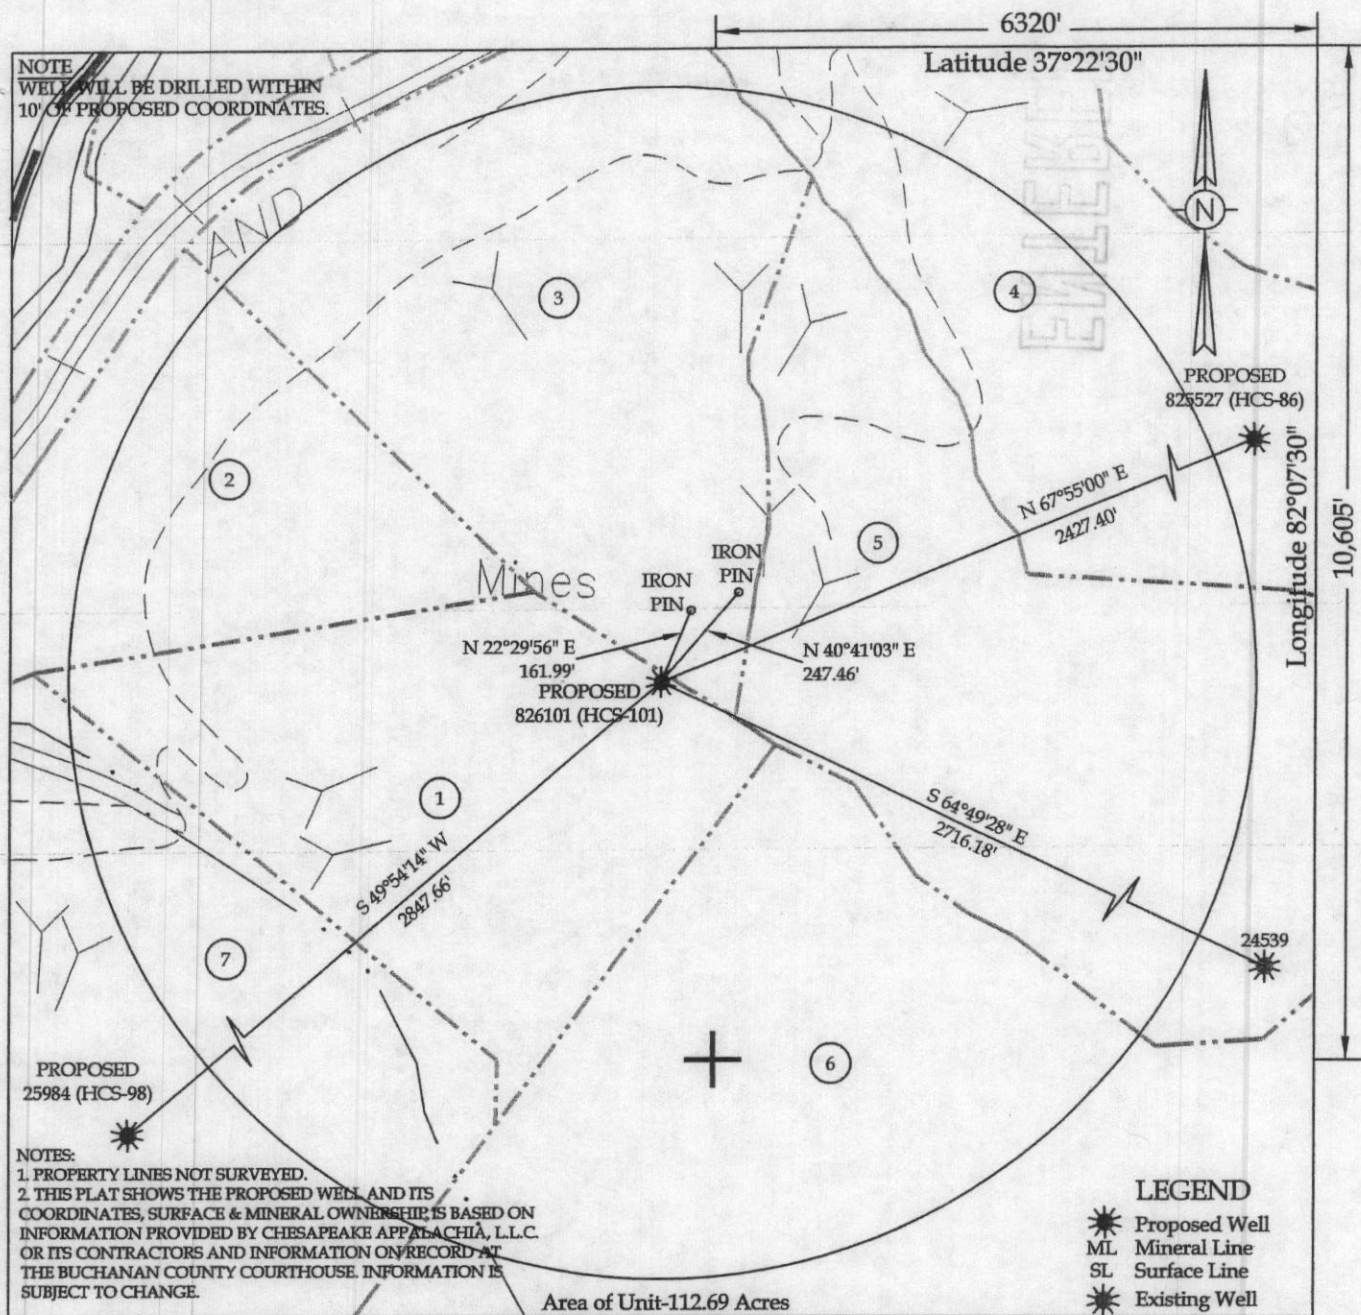 6320'
Latitude 37°22'30"
NOTE
WELL WILL BE DRILLED WITHIN
10' OF PROPOSED COORDINATES.
AND
N
3
4
PROPOSED
825527 (HCS-86)
2
Longitude 82°07'30"
10,605'
N 67°55'00" E
2427.40'
5
Mines
IRON
PIN
IRON
PIN
N 22°29'56" E
161.99'
N 40°41'03" E
247.46'
PROPOSED
826101 (HCS-101)
1
S 49°54'14" W
2847.66'
S 64°49'28" E
2716.18'
24539
7
6
PROPOSED
25984 (HCS-98)
NOTES:
1. PROPERTY LINES NOT SURVEYED.
2. THIS PLAT SHOWS THE PROPOSED WELL AND ITS
COORDINATES, SURFACE & MINERAL OWNERSHIP IS BASED ON
INFORMATION PROVIDED BY CHESAPEAKE APPALACHIA, L.L.C.
OR ITS CONTRACTORS AND INFORMATION ON RECORD AT
THE BUCHANAN COUNTY COURTHOUSE. INFORMATION IS
SUBJECT TO CHANGE.
Area of Unit-112.69 Acres
LEGEND
Proposed Well
ML Mineral Line
SL Surface Line
Existing Well